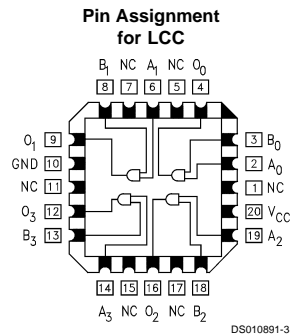 Pin Assignment
for LCC
B1 NC A1 NC O0
8 7 6 5 4
O1 9
GND 10
NC 11
O3 12
B3 13
3 B0
2 A0
1 NC
20 VCC
19 A2
14 15 16 17 18
A3 NC O2 NC B2
DS010891-3